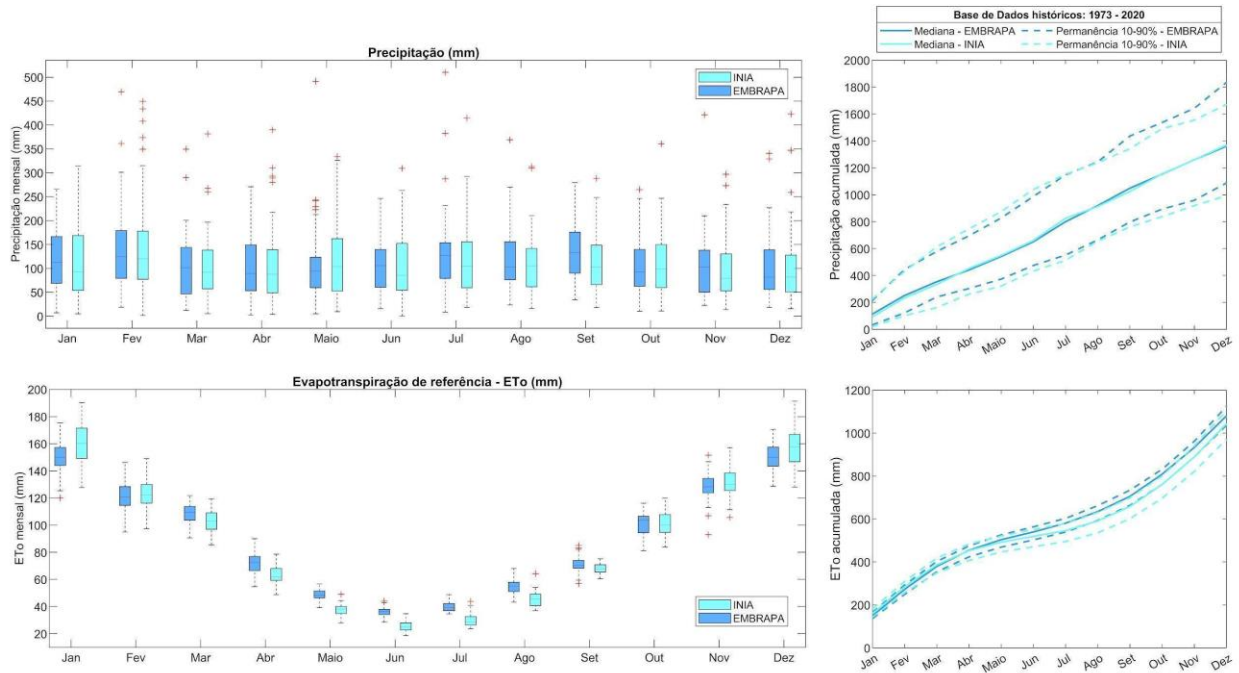 Precipitação (mm)
Precipitação mensal (mm)
500
450
400
350
300
250
200
150
100
50
0
INIA
EMBRAPA
Jan Fev Mar Abr Maio Jun Jul Ago Set Out Nov Dez
Base de Dados históricos: 1973 - 2020
Mediana - EMBRAPA Permanência 10-90% - EMBRAPA
Mediana - INIA Permanência 10-90% - INIA
Precipitação acumulada (mm)
2000
1800
1600
1400
1200
1000
800
600
400
200
0
Jan Fev Mar Abr Maio Jun Jul Ago Set Out Nov Dez
Evapotranspiração de referência - ETo (mm)
ETo mensal (mm)
200
180
160
140
120
100
80
60
40
20
INIA
EMBRAPA
Jan Fev Mar Abr Maio Jun Jul Ago Set Out Nov Dez
ETo acumulada (mm)
1200
1000
800
600
400
200
0
Jan Fev Mar Abr Maio Jun Jul Ago Set Out Nov Dez